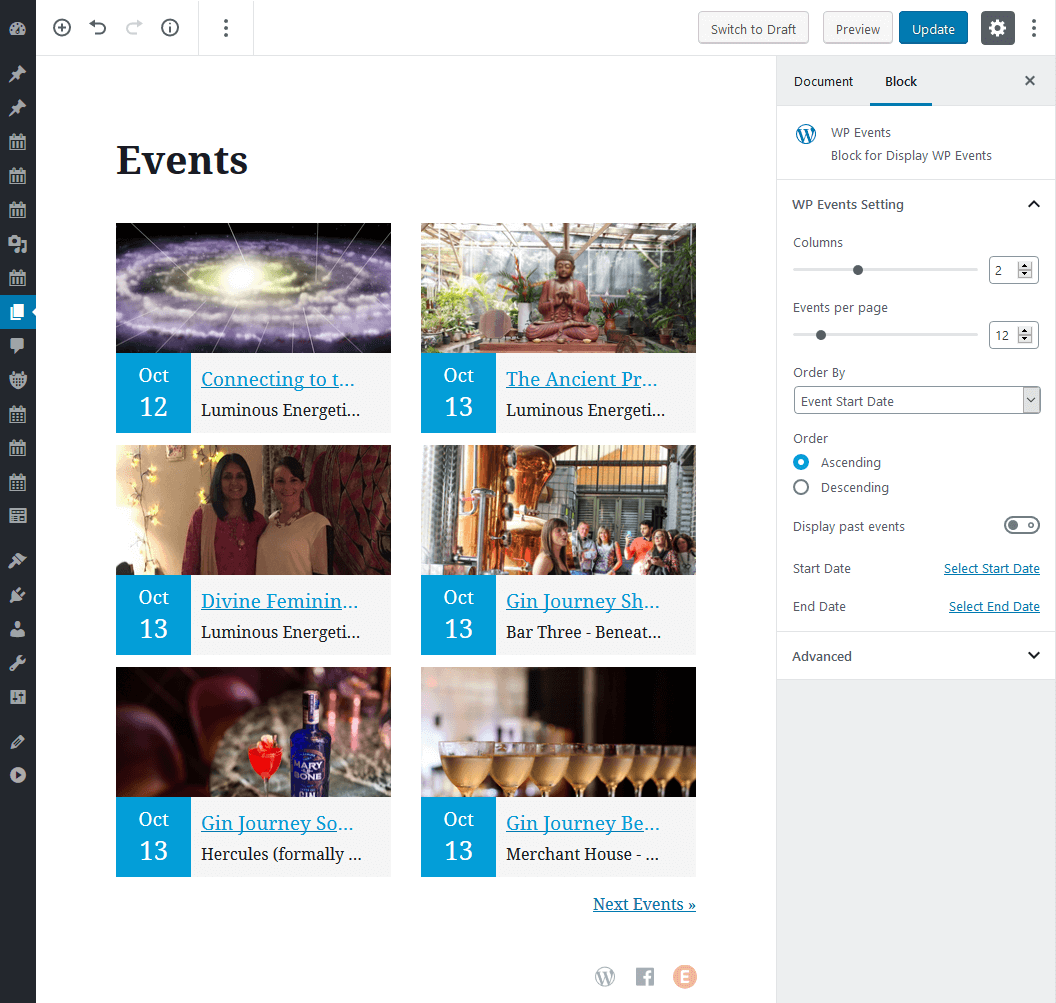 Switch to Draft
Preview
Update
Document
Block
WP Events
Block for Display WP Events
WP Events Setting
Columns
2
Events per page
12
Order By
Event Start Date
Order
Ascending
Descending
Display past events
Start Date
Select Start Date
End Date
Select End Date
Advanced
Events
Oct
12
Connecting to t...
Luminous Energeti...
Oct
13
The Ancient Pr...
Luminous Energeti...
Oct
13
Divine Feminin...
Luminous Energeti...
Oct
13
Gin Journey Sh...
Bar Three - Beneat...
MARY
LE
BONE
GIN
Oct
13
Gin Journey So...
Hercules (formally ...
Oct
13
Gin Journey Be...
Merchant House - ...
Next Events »
E